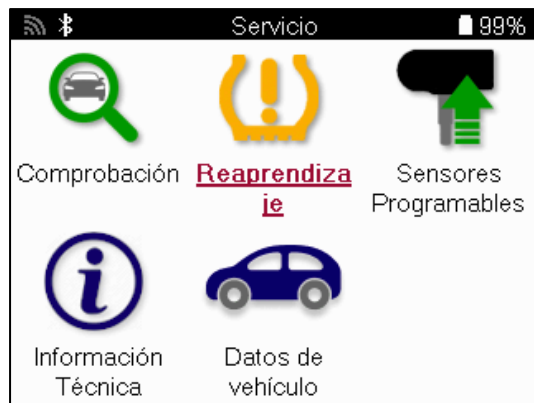 Servicio 99%
Comprobación Reaprendiza Sensores
je Programables
Información Datos de
Técnica vehículo